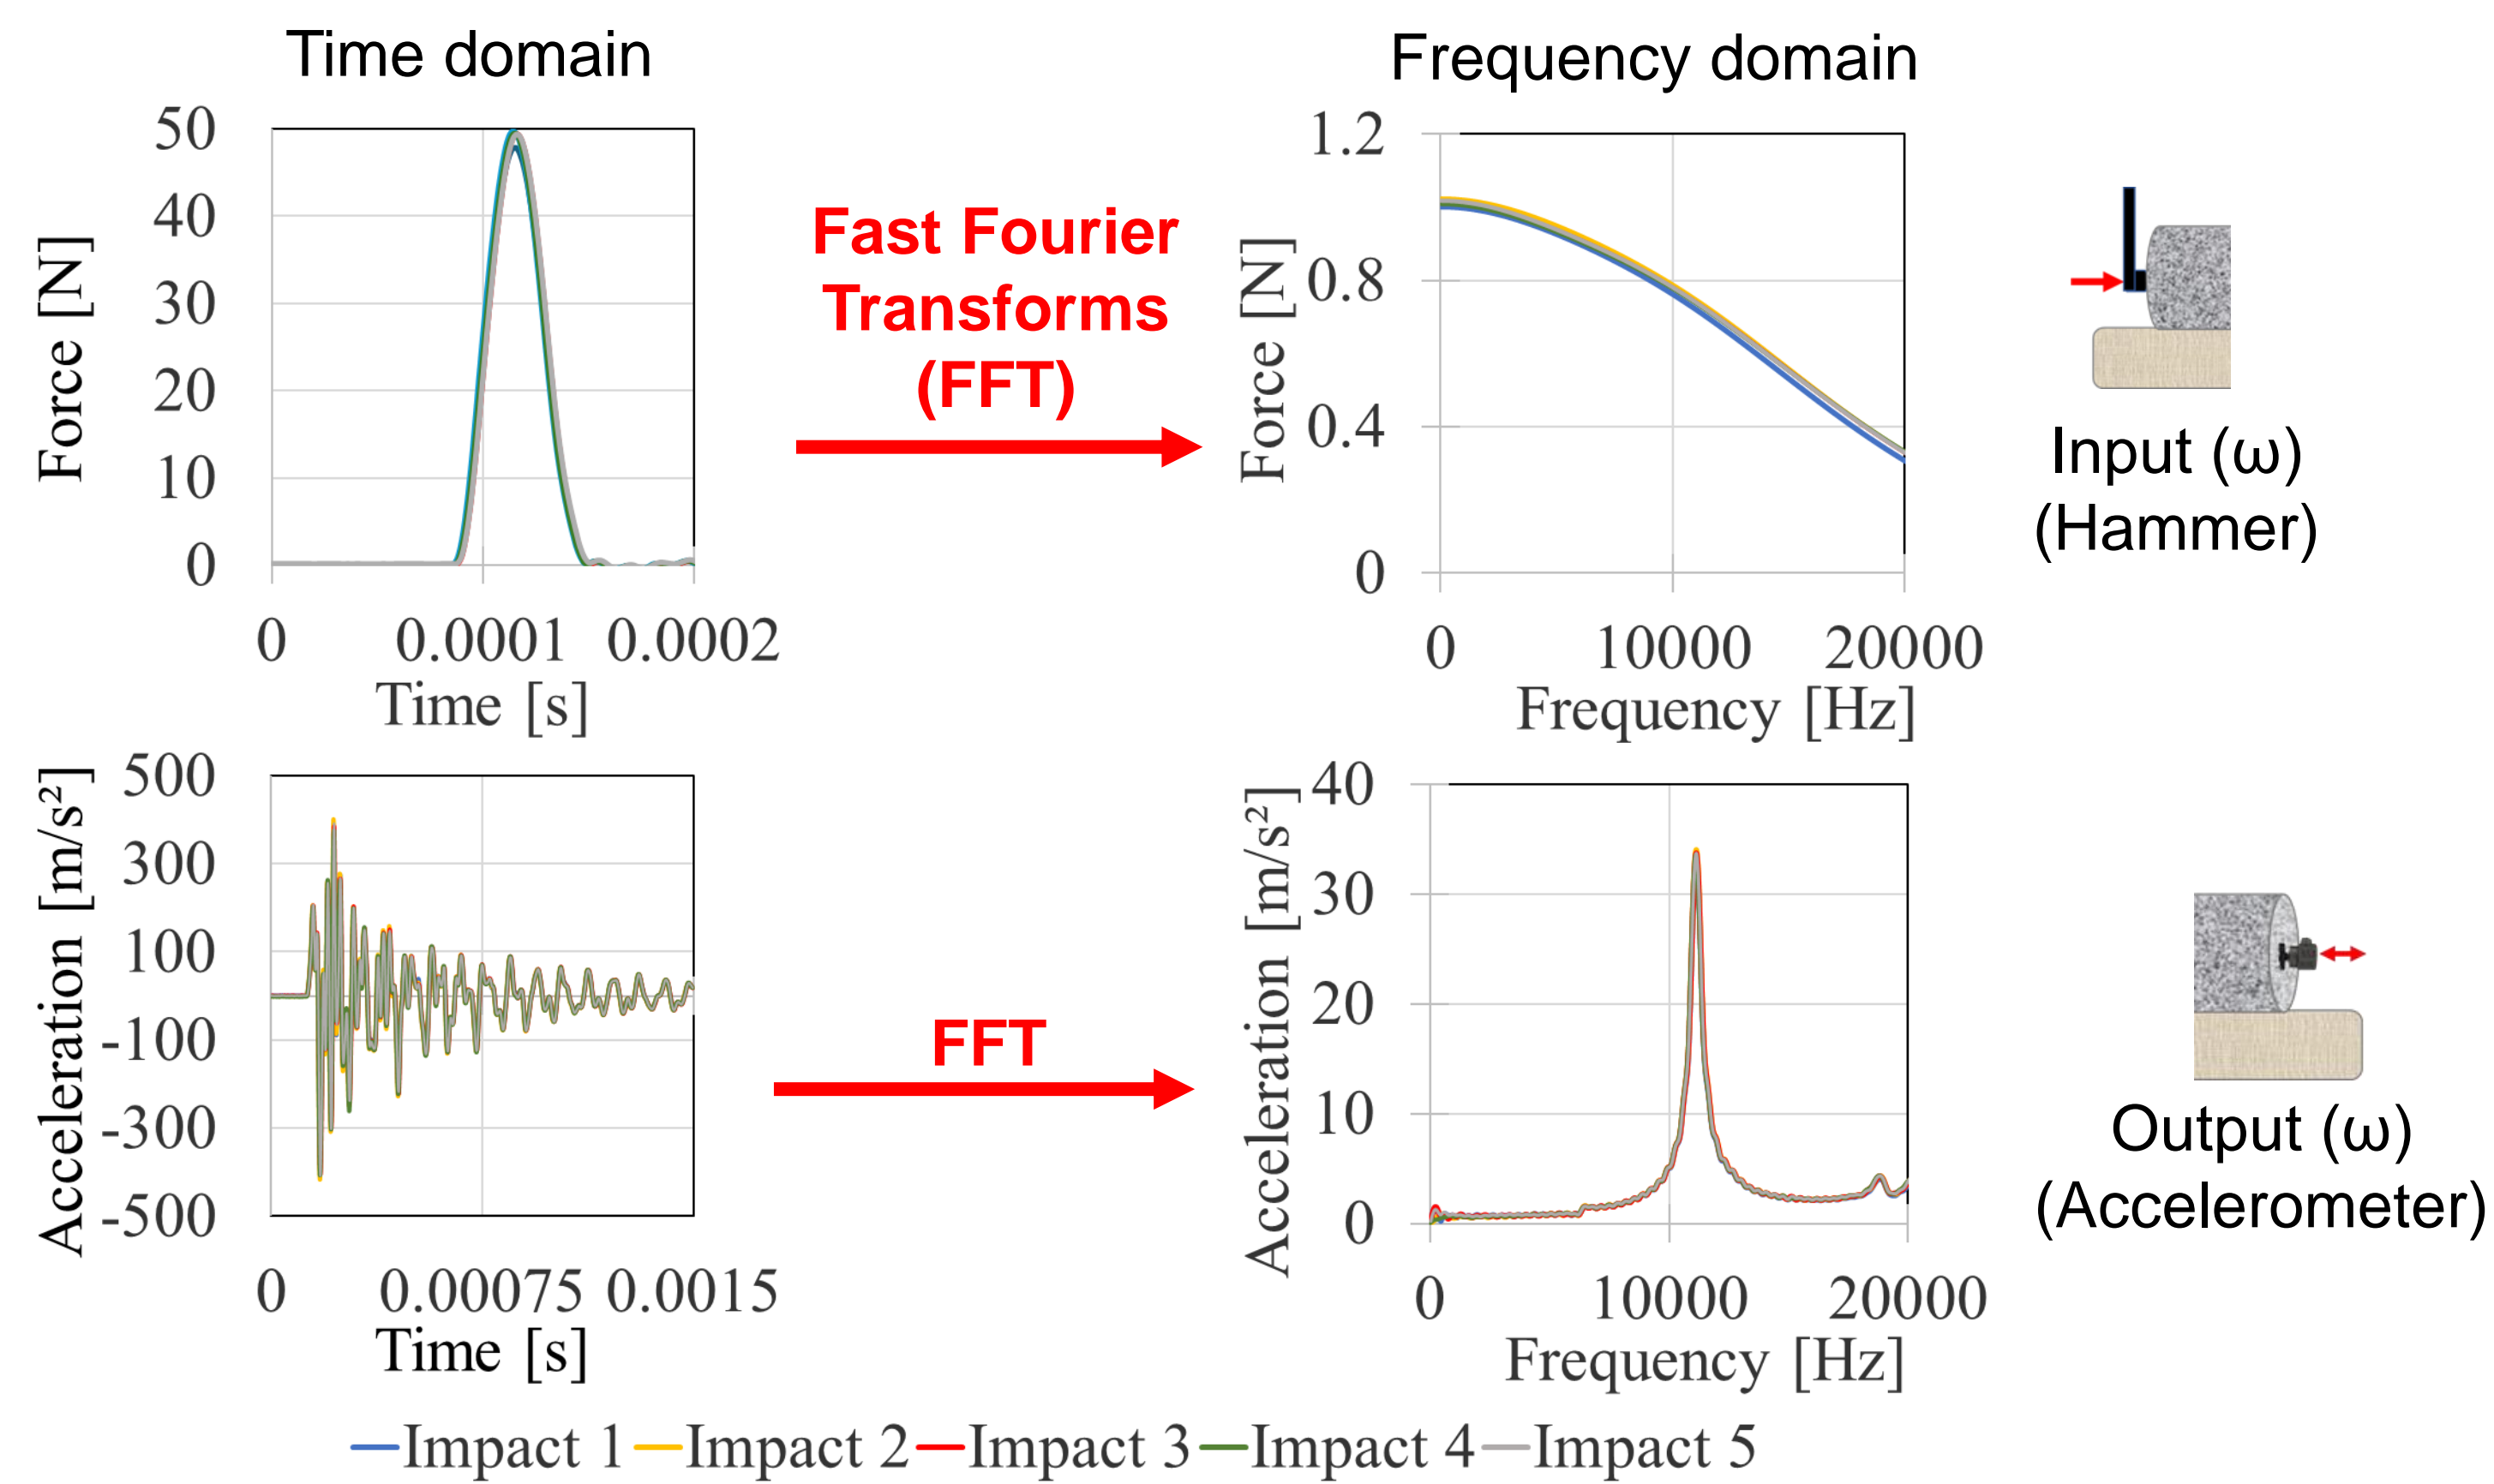 Time domain
Frequency domain
50
40
30
20
10
0
Force [N]
0 0.0001 0.0002
Time [s]
Fast Fourier
Transforms
(FFT)
1.2
0.8
0.4
0
Force [N]
0 10000 20000
Frequency [Hz]
Input (ω)
(Hammer)
500
300
100
-100
-300
-500
Acceleration [m/s²]
0 0.00075 0.0015
Time [s]
FFT
40
30
20
10
0
Acceleration [m/s²]
0 10000 20000
Frequency [Hz]
Output (ω)
(Accelerometer)
Impact 1 Impact 2 Impact 3 Impact 4 Impact 5